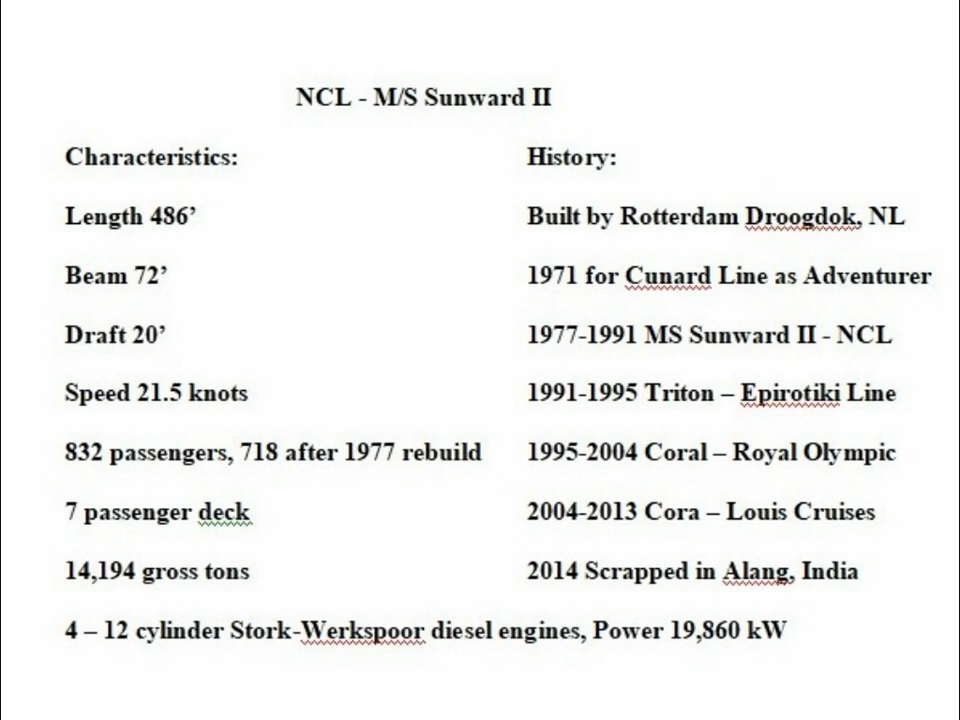 NCL - M/S Sunward II
Characteristics:
Length 486’
Beam 72’
Draft 20’
Speed 21.5 knots
832 passengers, 718 after 1977 rebuild
7 passenger deck
14,194 gross tons
4 – 12 cylinder Stork-Werkspoor diesel engines, Power 19,860 kW
History:
Built by Rotterdam Droogdok, NL
1971 for Cunard Line as Adventurer
1977-1991 MS Sunward II - NCL
1991-1995 Triton – Epirotiki Line
1995-2004 Coral – Royal Olympic
2004-2013 Cora – Louis Cruises
2014 Scrapped in Alang, India